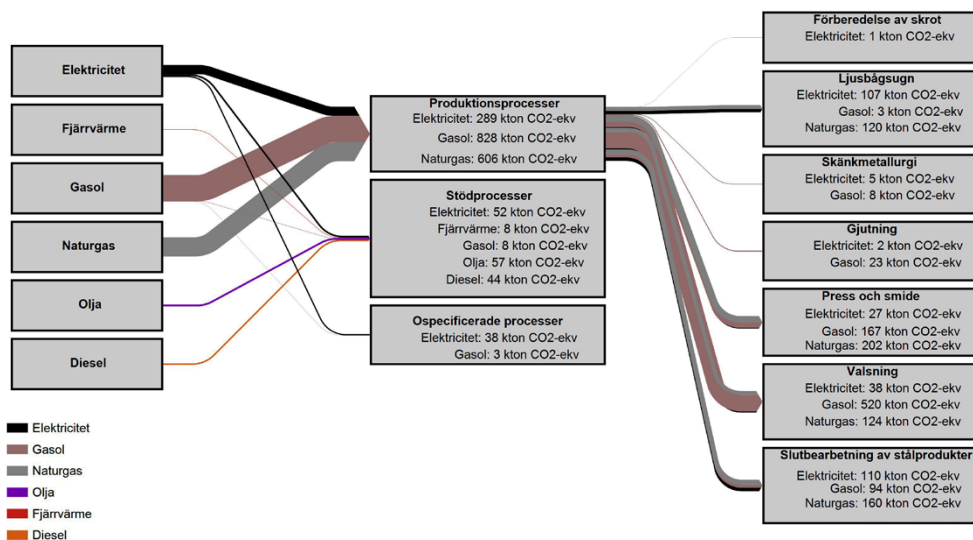 Elektricitet
Fjärrvärme
Gasol
Naturgas
Olja
Diesel
Produktionsprocesser
Elektricitet: 289 kton CO2-ekv
Gasol: 828 kton CO2-ekv
Naturgas: 606 kton CO2-ekv
Stödprocesser
Elektricitet: 52 kton CO2-ekv
Fjärrvärme: 8 kton CO2-ekv
Gasol: 8 kton CO2-ekv
Olja: 57 kton CO2-ekv
Diesel: 44 kton CO2-ekv
Ospecificerade processer
Elektricitet: 38 kton CO2-ekv
Gasol: 3 kton CO2-ekv
Förberedelse av skrot
Elektricitet: 1 kton CO2-ekv
Ljusbågsugn
Elektricitet: 107 kton CO2-ekv
Gasol: 3 kton CO2-ekv
Naturgas: 120 kton CO2-ekv
Skänkmetallurgi
Elektricitet: 5 kton CO2-ekv
Gasol: 8 kton CO2-ekv
Gjutning
Elektricitet: 2 kton CO2-ekv
Gasol: 23 kton CO2-ekv
Press och smide
Elektricitet: 27 kton CO2-ekv
Gasol: 167 kton CO2-ekv
Naturgas: 202 kton CO2-ekv
Valsning
Elektricitet: 38 kton CO2-ekv
Gasol: 520 kton CO2-ekv
Naturgas: 124 kton CO2-ekv
Slutbearbetning av stålprodukter
Elektricitet: 110 kton CO2-ekv
Gasol: 94 kton CO2-ekv
Naturgas: 160 kton CO2-ekv
Elektricitet
Gasol
Naturgas
Olja
Fjärrvärme
Diesel